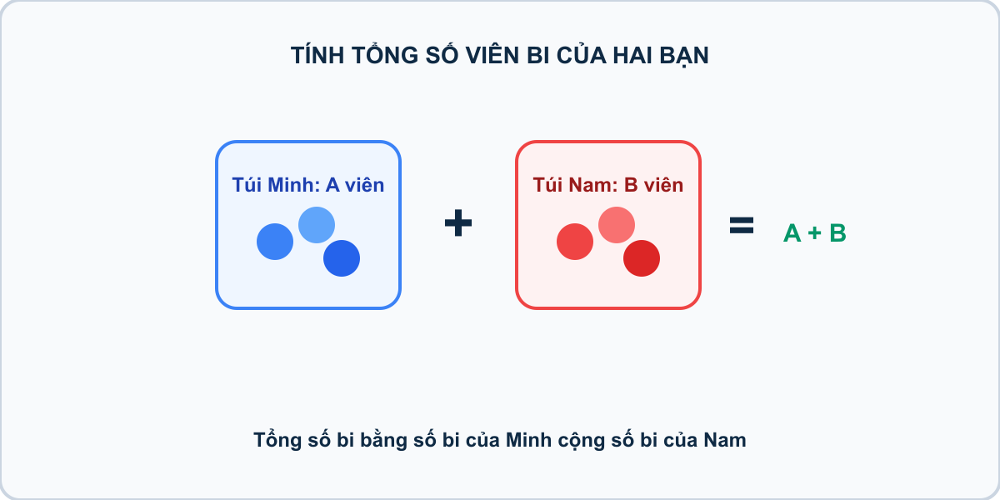 TÍNH TỔNG SỐ VIÊN BI CỦA HAI BẠN
Túi Minh: A viên
+
Túi Nam: B viên
=
A + B
Tổng số bi bằng số bi của Minh cộng số bi của Nam